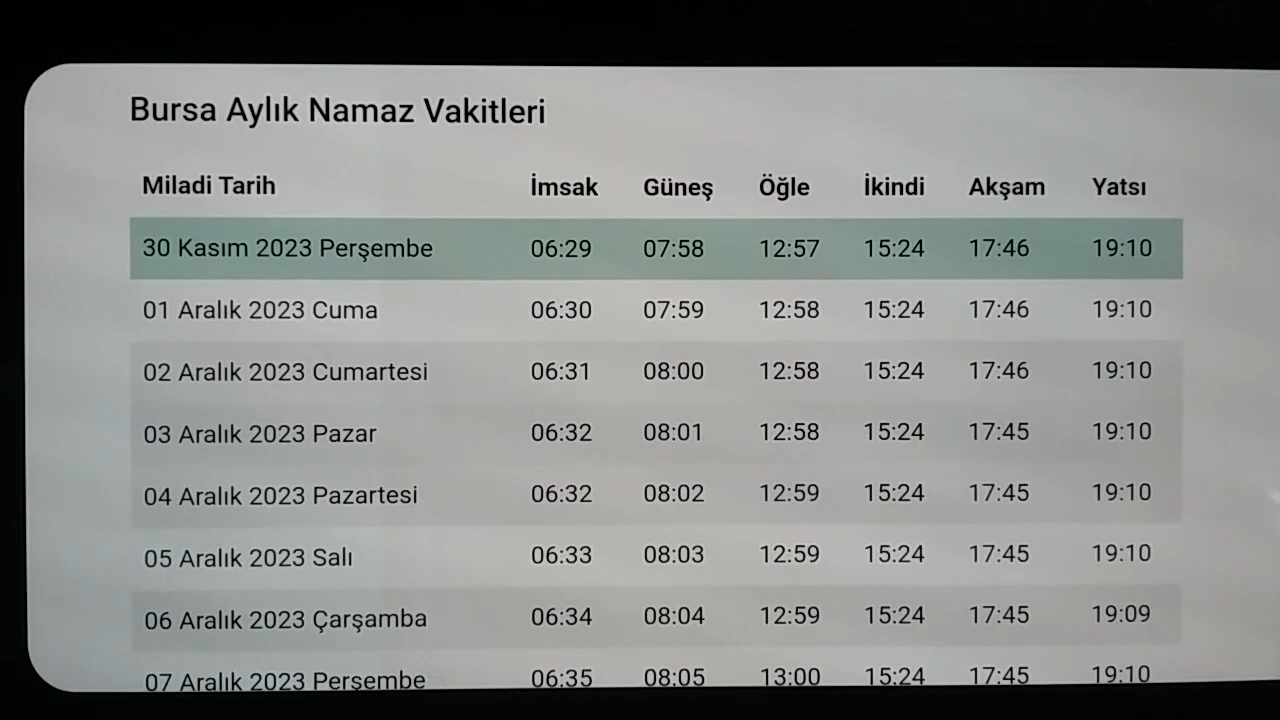 Bursa Aylık Namaz Vakitleri
Miladi Tarih İmsak Güneş Öğle İkindi Akşam Yatsı
30 Kasım 2023 Perşembe 06:29 07:58 12:57 15:24 17:46 19:10
01 Aralık 2023 Cuma 06:30 07:59 12:58 15:24 17:46 19:10
02 Aralık 2023 Cumartesi 06:31 08:00 12:58 15:24 17:46 19:10
03 Aralık 2023 Pazar 06:32 08:01 12:58 15:24 17:45 19:10
04 Aralık 2023 Pazartesi 06:32 08:02 12:59 15:24 17:45 19:10
05 Aralık 2023 Salı 06:33 08:03 12:59 15:24 17:45 19:10
06 Aralık 2023 Çarşamba 06:34 08:04 12:59 15:24 17:45 19:09
07 Aralık 2023 Perşembe 06:35 08:05 13:00 15:24 17:45 19:10